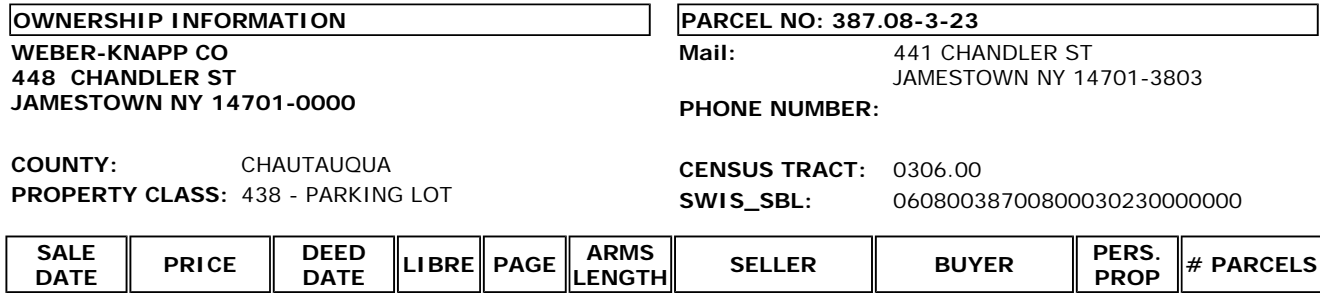 OWNERSHIP INFORMATION
WEBER-KNAPP CO
448 CHANDLER ST
JAMESTOWN NY 14701-0000
COUNTY: CHAUTAUQUA
PROPERTY CLASS: 438 - PARKING LOT
PARCEL NO: 387.08-3-23
Mail: 441 CHANDLER ST
JAMESTOWN NY 14701-3803
PHONE NUMBER:
CENSUS TRACT: 0306.00
SWIS_SBL: 06080038700800030230000000
SALE DATE PRICE DEED DATE LIBRE PAGE ARMS LENGTH SELLER BUYER PERS. PROP # PARCELS